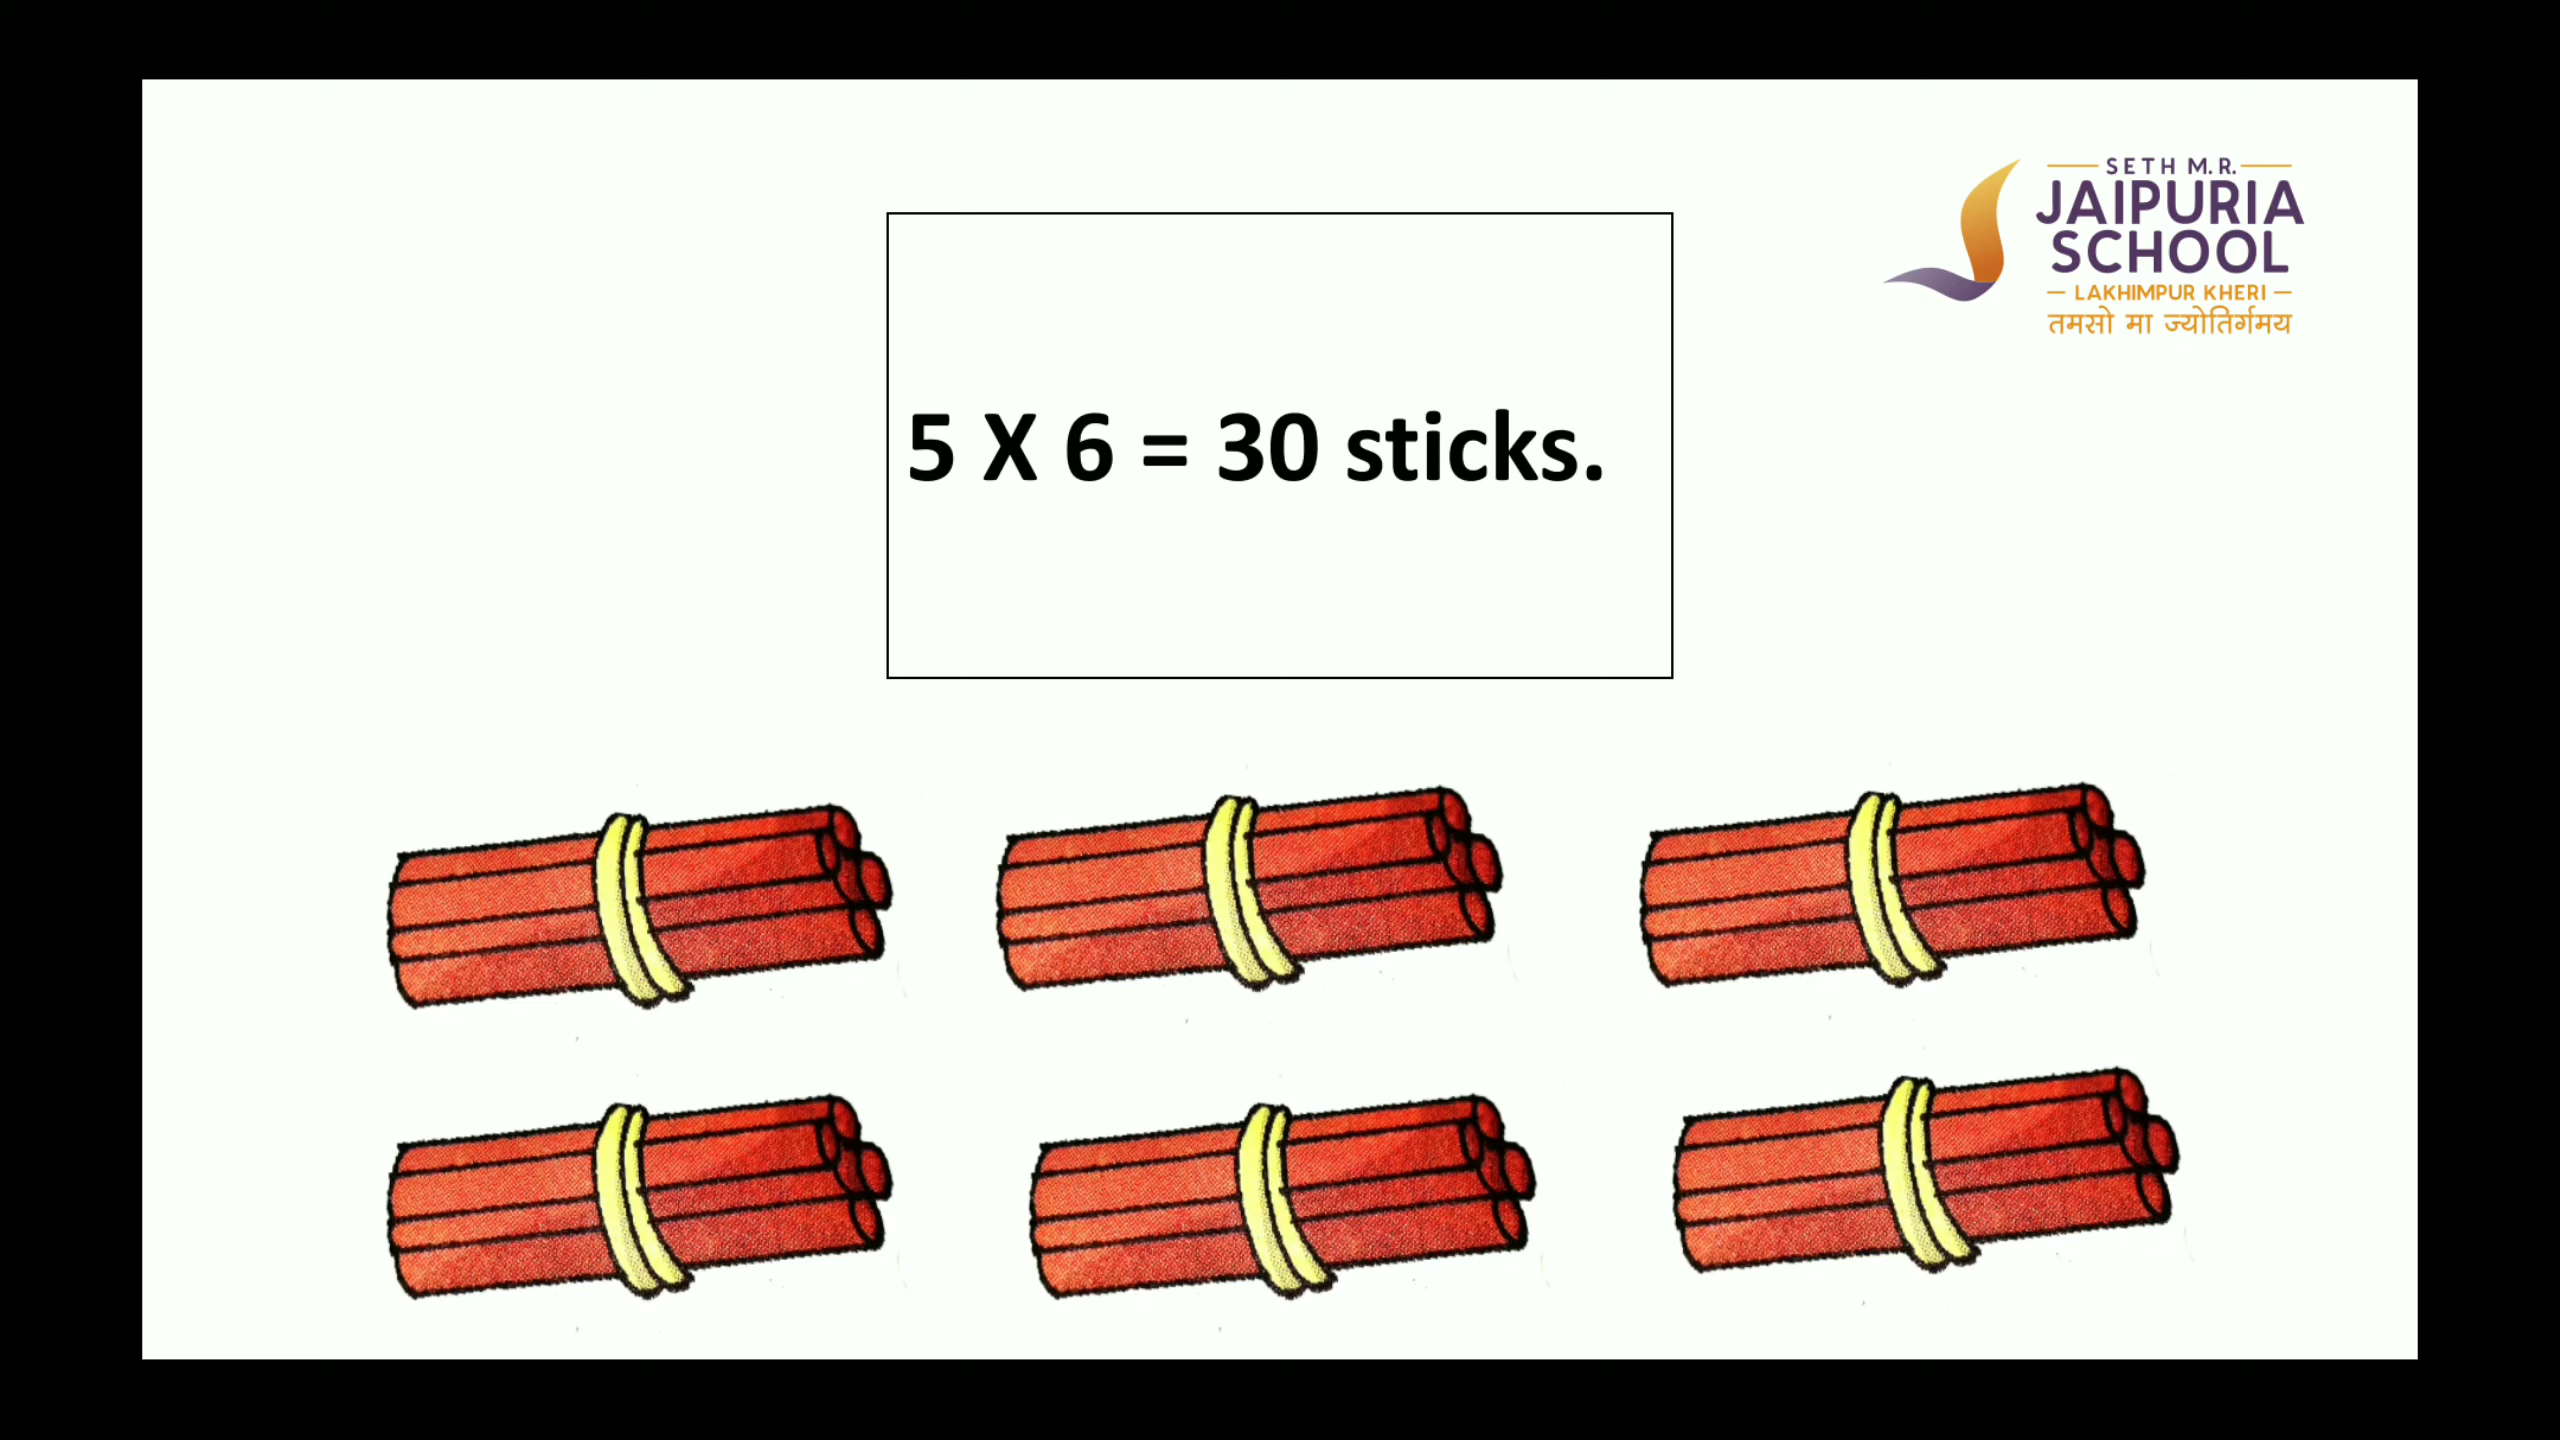 SETH M.R.
JAIPURIA
SCHOOL
LAKHIMPUR KHERI
तमसो मा ज्योतिर्गमय
5 X 6 = 30 sticks.